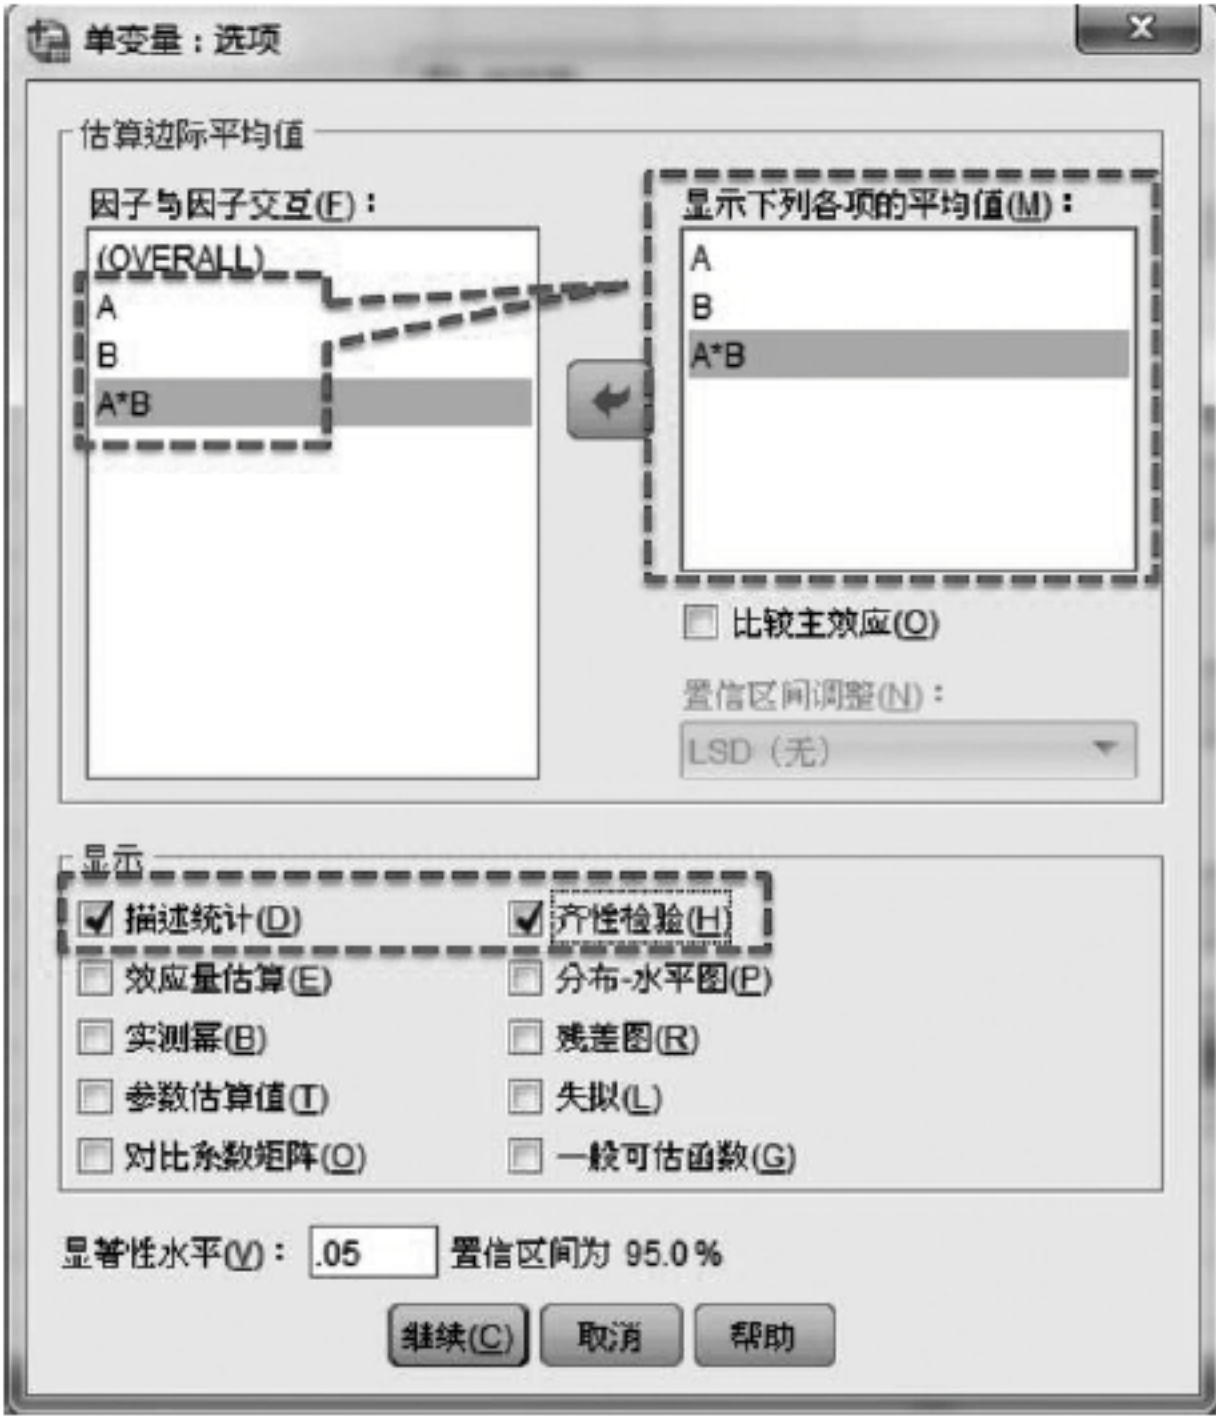 单变量：选项
估算边际平均值
因子与因子交互(F)：
(OVERALL)
A
B
A*B
显示下列各项的平均值(M)：
A
B
A*B
比较主效应(O)
置信区间调整(N)：
LSD（无）
显示
描述统计(D) 齐性检验(H)
效应量估算(E) 分布-水平图(P)
实测幂(B) 残差图(R)
参数估算值(T) 失拟(L)
对比系数矩阵(O) 一般可估函数(G)
显著性水平(V)： .05 置信区间为 95.0 %
继续(C) 取消 帮助